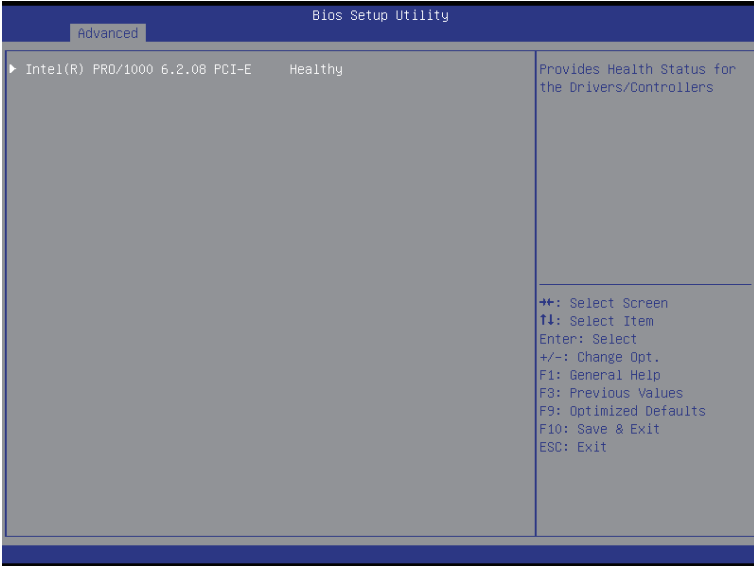 Bios Setup Utility
Advanced
▶ Intel(R) PRO/1000 6.2.08 PCI-E Healthy
Provides Health Status for
the Drivers/Controllers
→←: Select Screen
↑↓: Select Item
Enter: Select
+/-: Change Opt.
F1: General Help
F3: Previous Values
F9: Optimized Defaults
F10: Save & Exit
ESC: Exit